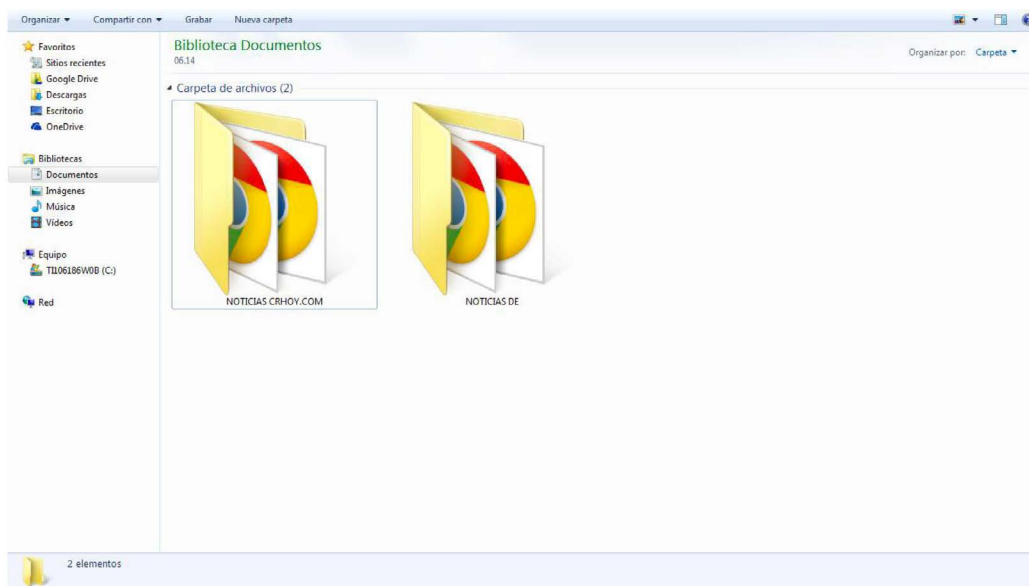 Organizar Compartir con Grabar Nueva carpeta
Favoritos
Sitios recientes
Google Drive
Descargas
Escritorio
OneDrive
Bibliotecas
Documentos
Imágenes
Música
Vídeos
Equipo
TI106186W0B (C:)
Red
Biblioteca Documentos
06.14
Organizar por: Carpeta
Carpeta de archivos (2)
NOTICIAS CRHOY.COM
NOTICIAS DE
2 elementos